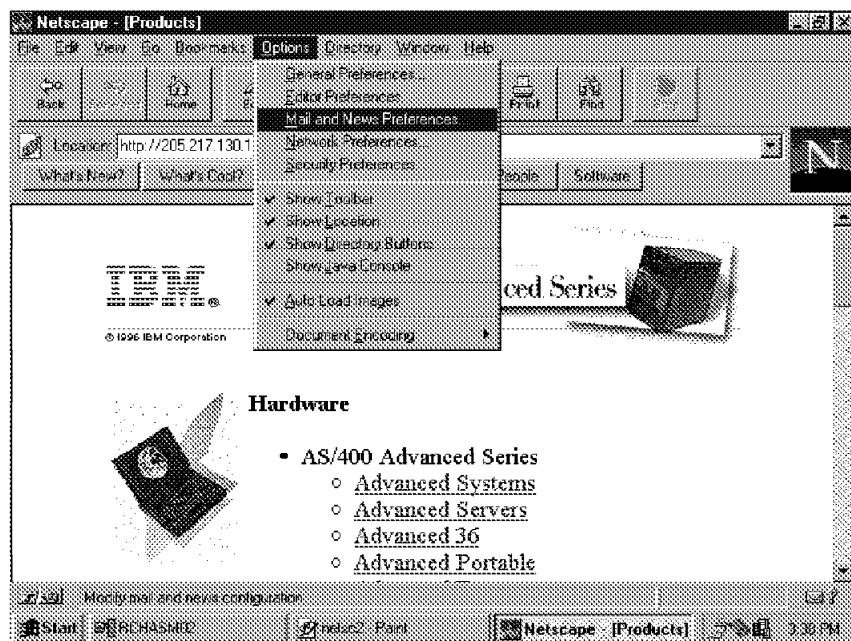 Netscape - [Products]
File Edit View Go Bookmarks Options Directory Window Help
Back Home Print Find
General Preferences...
Editor Preferences...
Mail and News Preferences...
Network Preferences...
Security Preferences...
Show Toolbar
Show Location
Show Directory Buttons
Show Java Console
Auto Load Images
Document Encoding
Location: http://205.217.130.1
What's New? What's Cool? People Software
N
IBM®
ced Series
© 1996 IBM Corporation
Hardware
• AS/400 Advanced Series
○ Advanced Systems
○ Advanced Servers
○ Advanced 36
○ Advanced Portable
Modify mail and news configuration
Start RCHASM02 Paint Netscape - [Products] 3:38 PM